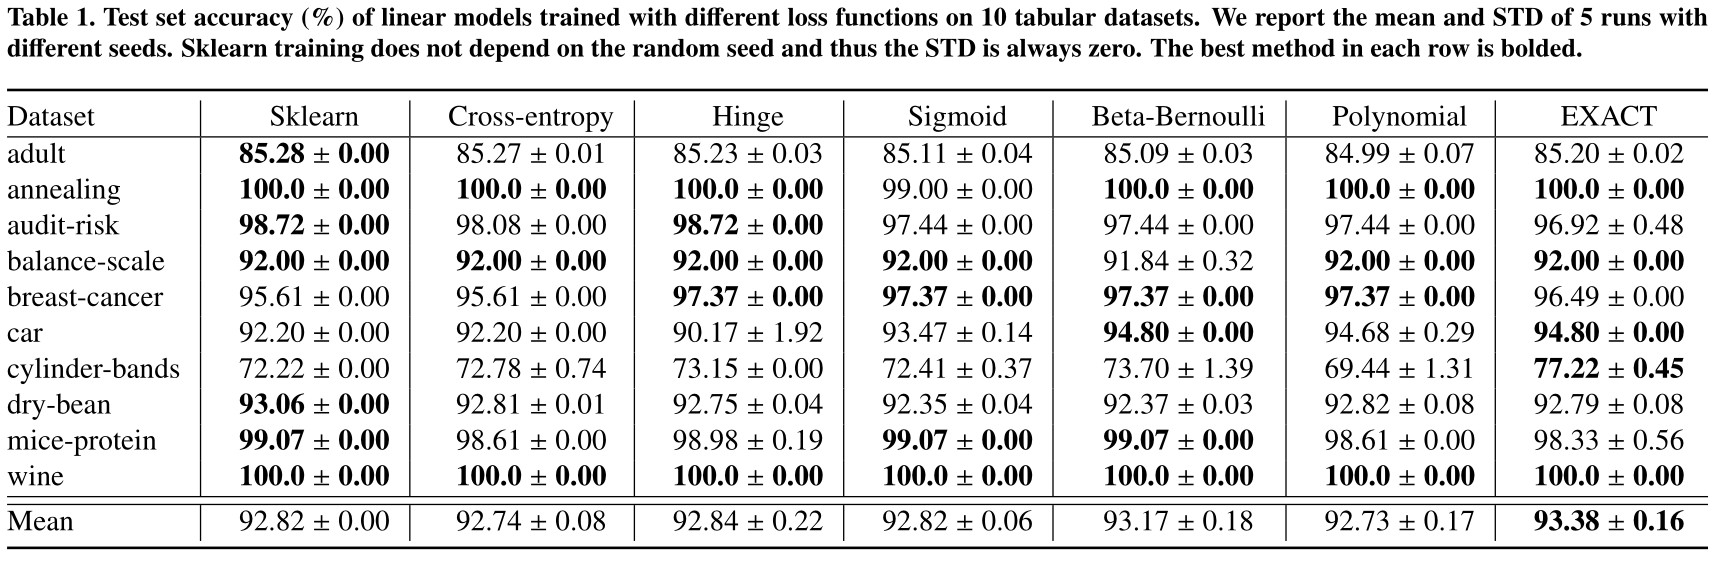 Table 1. Test set accuracy (%) of linear models trained with different loss functions on 10 tabular datasets. We report the mean and STD of 5 runs with
different seeds. Sklearn training does not depend on the random seed and thus the STD is always zero. The best method in each row is bolded.
Dataset Sklearn Cross-entropy Hinge Sigmoid Beta-Bernoulli Polynomial EXACT
adult 85.28 ± 0.00 85.27 ± 0.01 85.23 ± 0.03 85.11 ± 0.04 85.09 ± 0.03 84.99 ± 0.07 85.20 ± 0.02
annealing 100.0 ± 0.00 100.0 ± 0.00 100.0 ± 0.00 99.00 ± 0.00 100.0 ± 0.00 100.0 ± 0.00 100.0 ± 0.00
audit-risk 98.72 ± 0.00 98.08 ± 0.00 98.72 ± 0.00 97.44 ± 0.00 97.44 ± 0.00 97.44 ± 0.00 96.92 ± 0.48
balance-scale 92.00 ± 0.00 92.00 ± 0.00 92.00 ± 0.00 92.00 ± 0.00 91.84 ± 0.32 92.00 ± 0.00 92.00 ± 0.00
breast-cancer 95.61 ± 0.00 95.61 ± 0.00 97.37 ± 0.00 97.37 ± 0.00 97.37 ± 0.00 97.37 ± 0.00 96.49 ± 0.00
car 92.20 ± 0.00 92.20 ± 0.00 90.17 ± 1.92 93.47 ± 0.14 94.80 ± 0.00 94.68 ± 0.29 94.80 ± 0.00
cylinder-bands 72.22 ± 0.00 72.78 ± 0.74 73.15 ± 0.00 72.41 ± 0.37 73.70 ± 1.39 69.44 ± 1.31 77.22 ± 0.45
dry-bean 93.06 ± 0.00 92.81 ± 0.01 92.75 ± 0.04 92.35 ± 0.04 92.37 ± 0.03 92.82 ± 0.08 92.79 ± 0.08
mice-protein 99.07 ± 0.00 98.61 ± 0.00 98.98 ± 0.19 99.07 ± 0.00 99.07 ± 0.00 98.61 ± 0.00 98.33 ± 0.56
wine 100.0 ± 0.00 100.0 ± 0.00 100.0 ± 0.00 100.0 ± 0.00 100.0 ± 0.00 100.0 ± 0.00 100.0 ± 0.00
Mean 92.82 ± 0.00 92.74 ± 0.08 92.84 ± 0.22 92.82 ± 0.06 93.17 ± 0.18 92.73 ± 0.17 93.38 ± 0.16